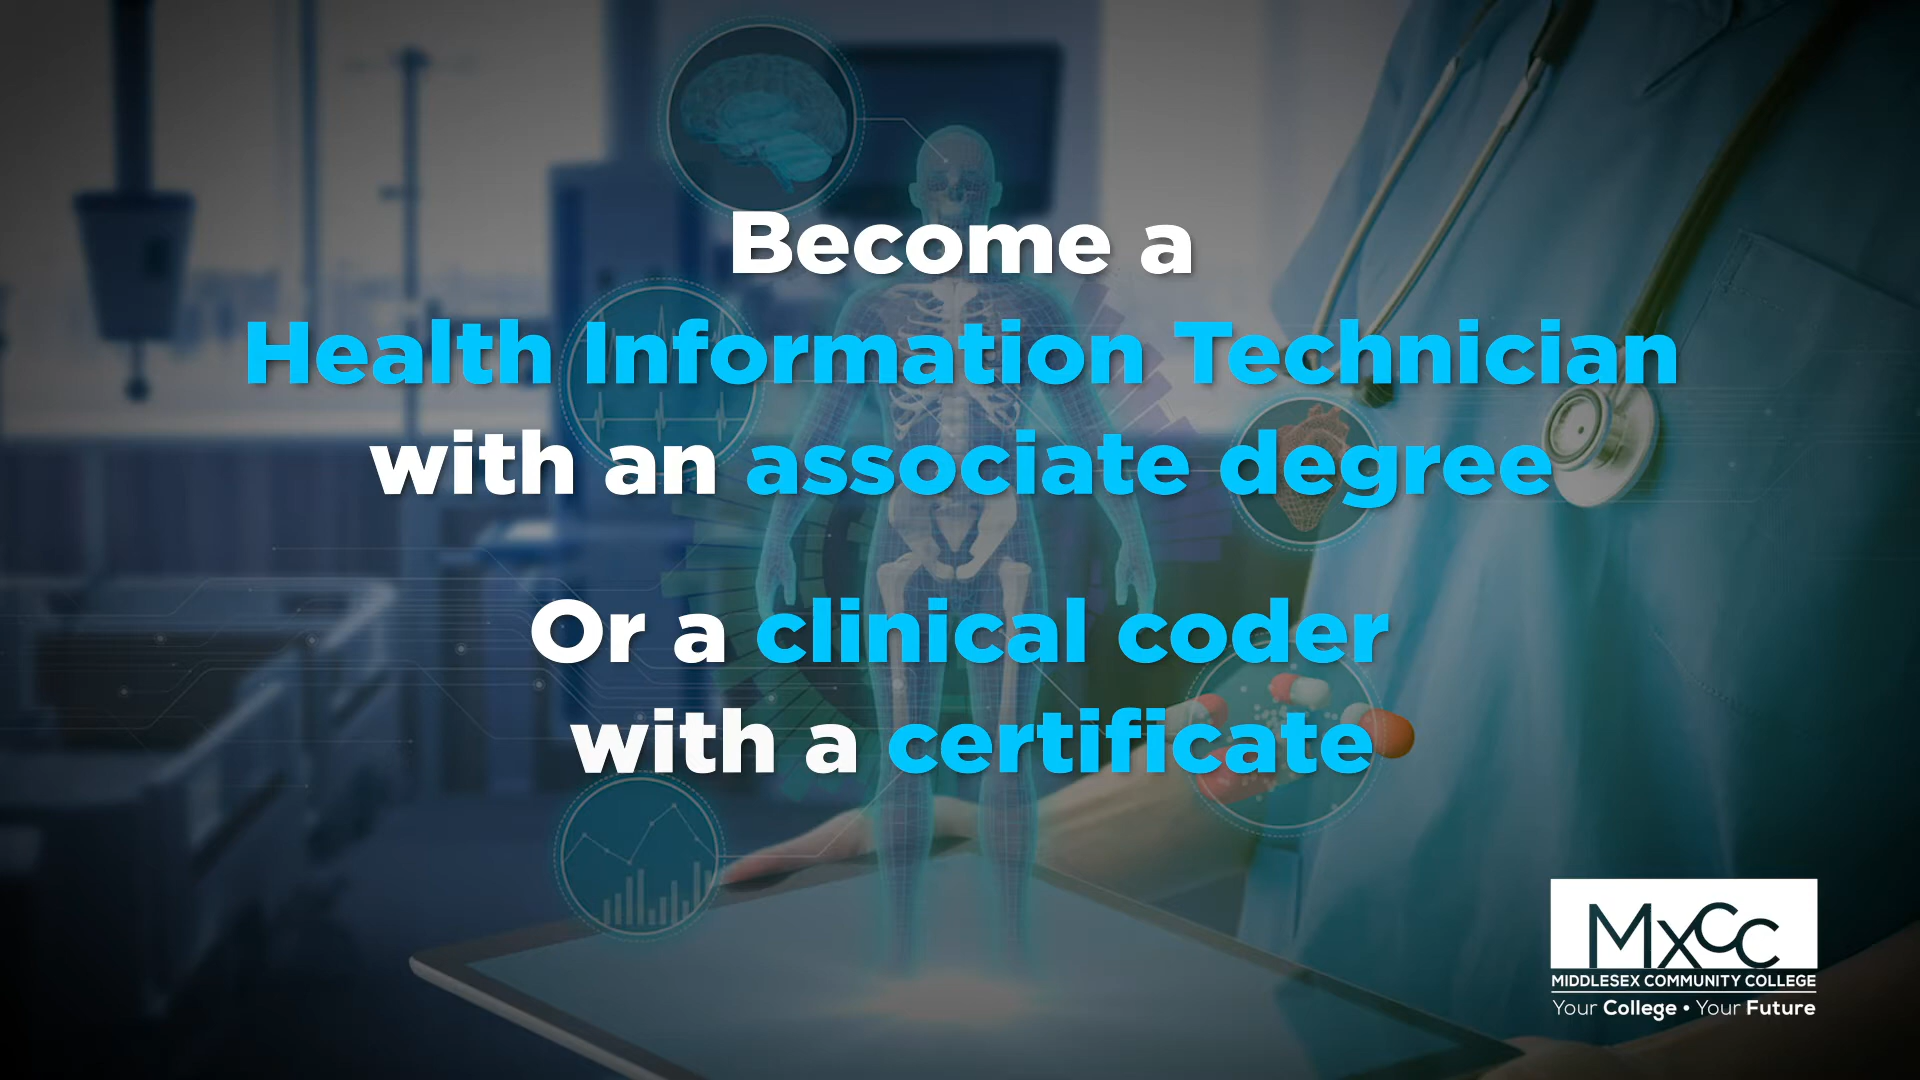 Become a
Health Information Technician
with an associate degree
Or a clinical coder
with a certificate
MxCC
MIDDLESEX COMMUNITY COLLEGE
Your College • Your Future